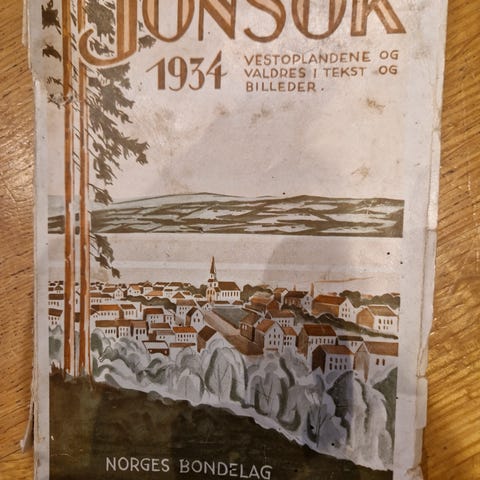 JONSOK
1934
VESTOPLANDENE OG
VALDRES I TEKST OG
BILLEDER.
NORGES BONDELAG